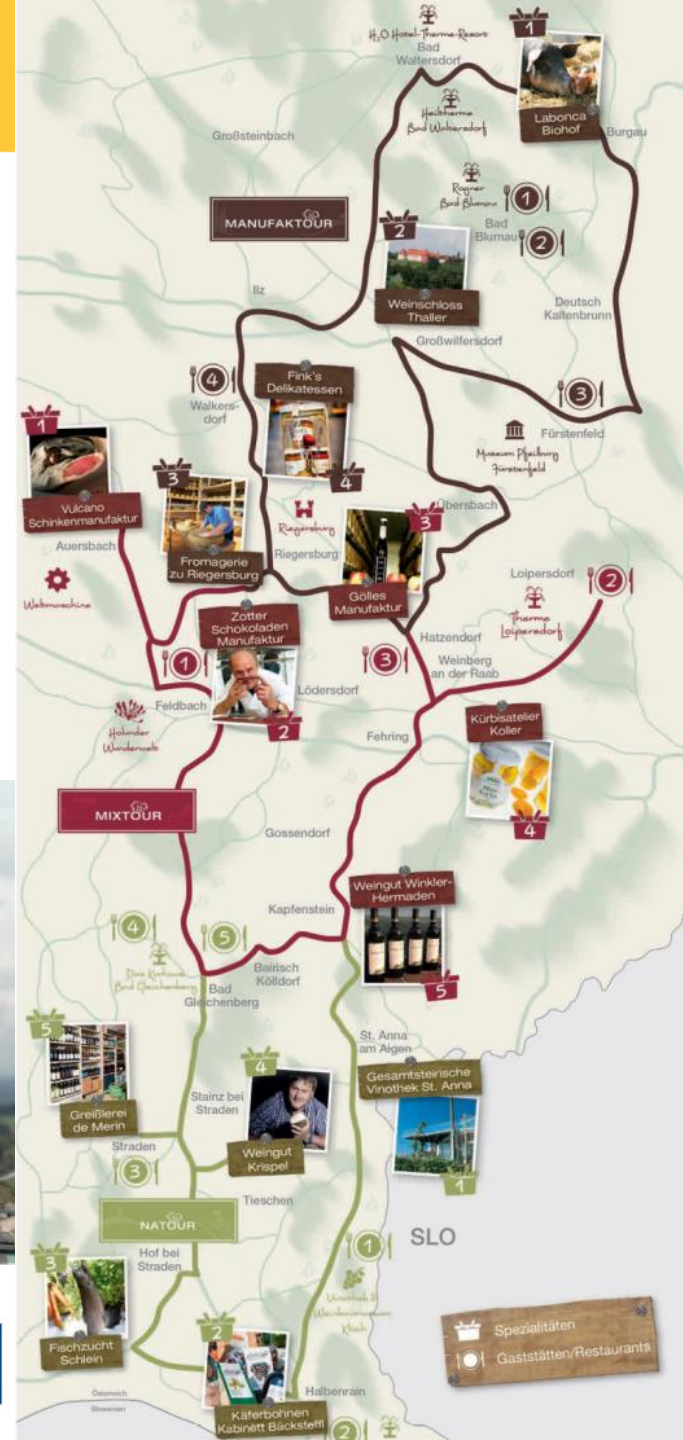 H₂O Hotel-Therme-Resort
Bad
Waltersdorf
1
Labonca
Biohof
Burgau
Heiltherme
Bad Waltersdorf
Großsteinbach
Rogner
Bad Blumau
1
Bad
Blumau
2
MANUFAKTOUR
2
Weinschloss
Thaller
Ilz
Deutsch
Kaltenbrunn
Großwilfersdorf
Fink's
Delikatessen
4
4
Walkers-
dorf
3
Fürstenfeld
Museum Pfeilburg
Fürstenfeld
1
Vulcano
Schinkenmanufaktur
Auersbach
3
Fromagerie
zu Riegersburg
Riegersburg
Riegersburg
3
Gölles
Manufaktur
Übersbach
Weltmaschine
Loipersdorf
2
Therme
Loipersdorf
Zotter
Schokoladen
Manufaktur
2
1
Feldbach
Lödersdorf
3
Hatzendorf
Weinberg
an der Raab
Holunder
Wunderwelt
Fehring
Kürbisatelier
Koller
4
MIXTOUR
Gossendorf
Kapfenstein
Weingut Winkler-
Hermaden
5
4
5
Bad Gleichenberg
Bad
Gleichenberg
Bairisch
Kölldorf
5
Greißlerei
de Merin
Straden
3
Stainz bei
Straden
4
Weingut
Krispel
St. Anna
am Aigen
Gesamtsteirische
Vinothek St. Anna
1
Tieschen
NATOUR
Hof bei
Straden
1
Vinothek &
Klöch
SLO
3
Fischzucht
Schlein
2
Käferbohnen
Kabinett Bäcksteffl
Halbenrain
2
Österreich
Slowenien
Spezialitäten
Gaststätten/Restaurants